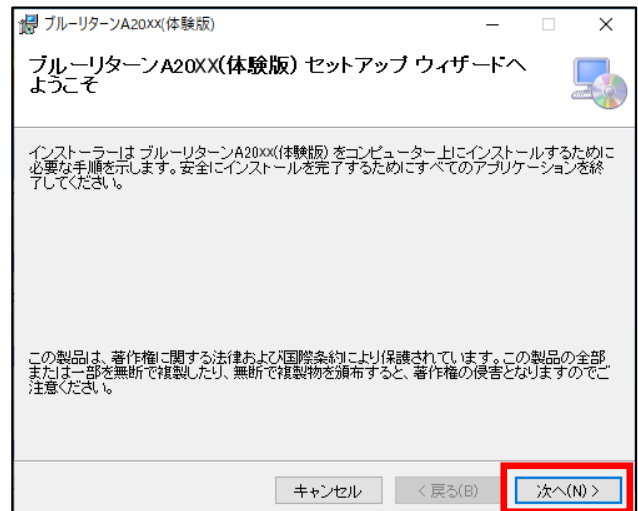 ブルーリターンA20XX(体験版)
ブルーリターンA20XX(体験版) セットアップ ウィザードへ
ようこそ
インストーラーは ブルーリターンA20XX(体験版) をコンピューター上にインストールするために
必要な手順を示します。安全にインストールを完了するためにすべてのアプリケーションを終
了してください。
この製品は、著作権に関する法律および国際条約により保護されています。この製品の全部
または一部を無断で複製したり、無断で複製物を頒布すると、著作権の侵害となりますのでご
注意ください。
キャンセル
< 戻る(B)
次へ(N) >